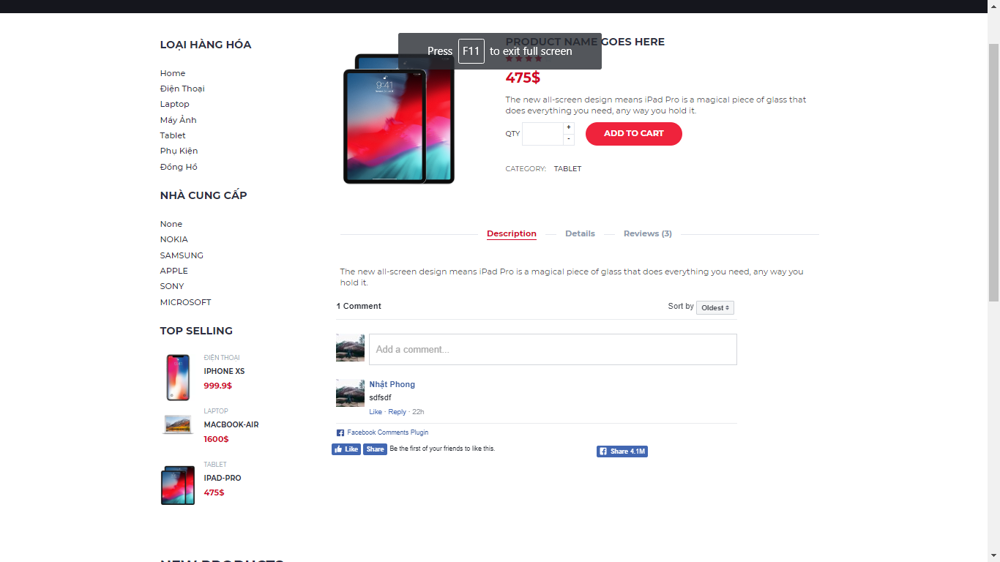 LOẠI HÀNG HÓA
Home
Điện Thoại
Laptop
Máy Ảnh
Tablet
Phụ Kiện
Đồng Hồ
NHÀ CUNG CẤP
None
NOKIA
SAMSUNG
APPLE
SONY
MICROSOFT
TOP SELLING
ĐIỆN THOẠI
IPHONE XS
999.9$
LAPTOP
MACBOOK-AIR
1600$
TABLET
IPAD-PRO
475$
Press F11 to exit full screen
9:41
PRODUCT NAME GOES HERE
475$
The new all-screen design means iPad Pro is a magical piece of glass that
does everything you need, any way you hold it.
QTY + - ADD TO CART
CATEGORY: TABLET
Description Details Reviews (3)
The new all-screen design means iPad Pro is a magical piece of glass that does everything you need, any way you
hold it.
1 Comment Sort by Oldest
Add a comment...
Nhật Phong
sdfsdf
Like · Reply · 22h
Facebook Comments Plugin
Like Share Be the first of your friends to like this. Share 4.1M
NEW PRODUCTS